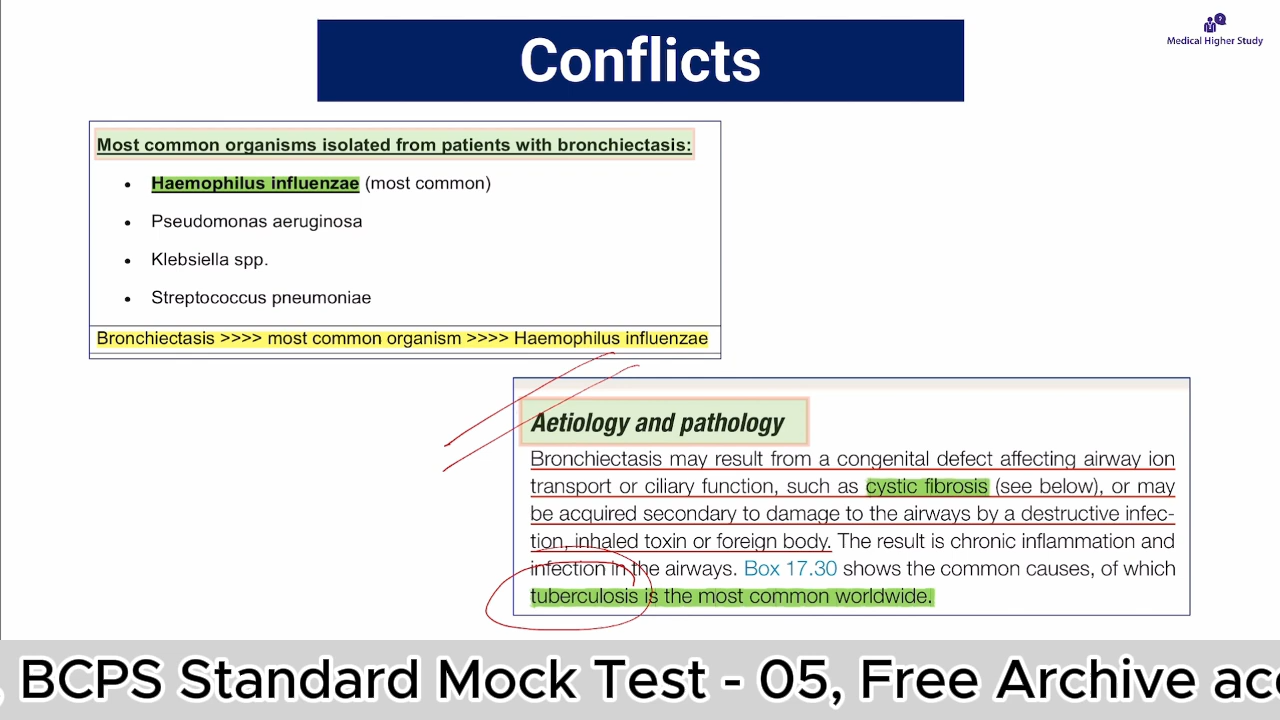 Medical Higher Study
Conflicts
Most common organisms isolated from patients with bronchiectasis:
• Haemophilus influenzae (most common)
• Pseudomonas aeruginosa
• Klebsiella spp.
• Streptococcus pneumoniae
Bronchiectasis >>>> most common organism >>>> Haemophilus influenzae
Aetiology and pathology
Bronchiectasis may result from a congenital defect affecting airway ion
transport or ciliary function, such as cystic fibrosis (see below), or may
be acquired secondary to damage to the airways by a destructive infec-
tion, inhaled toxin or foreign body. The result is chronic inflammation and
infection in the airways. Box 17.30 shows the common causes, of which
tuberculosis is the most common worldwide.
, BCPS Standard Mock Test - 05, Free Archive acc